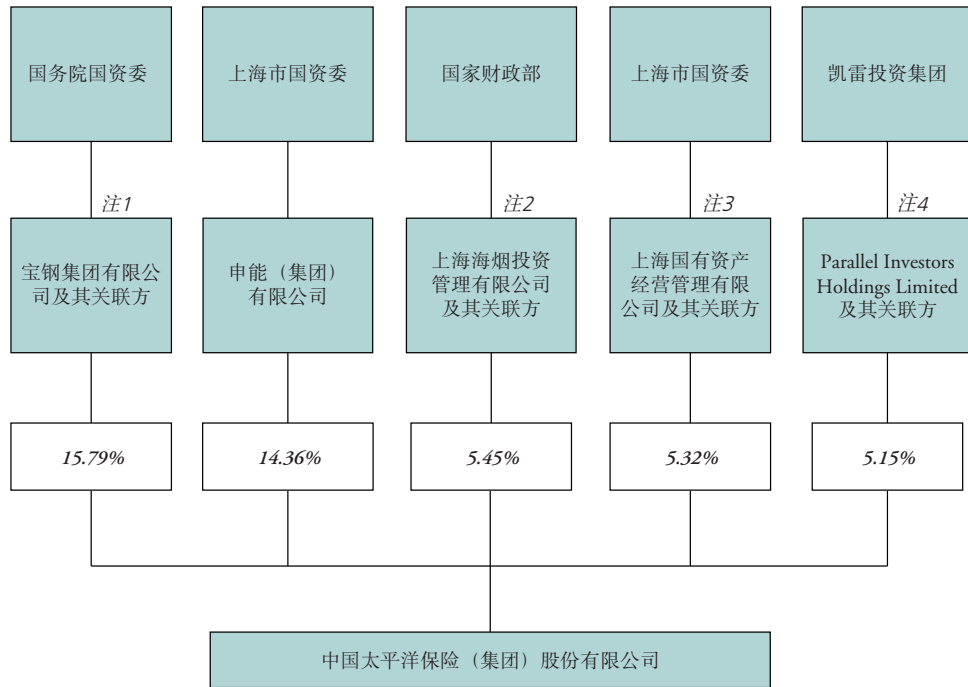 国务院国资委
上海市国资委
国家财政部
上海市国资委
凯雷投资集团
注1
注2
注3
注4
宝钢集团有限公
司及其关联方
申能（集团）
有限公司
上海海烟投资
管理有限公司
及其关联方
上海国有资产
经营管理有限
公司及其关联方
Parallel Investors
Holdings Limited
及其关联方
15.79%
14.36%
5.45%
5.32%
5.15%
中国太平洋保险（集团）股份有限公司